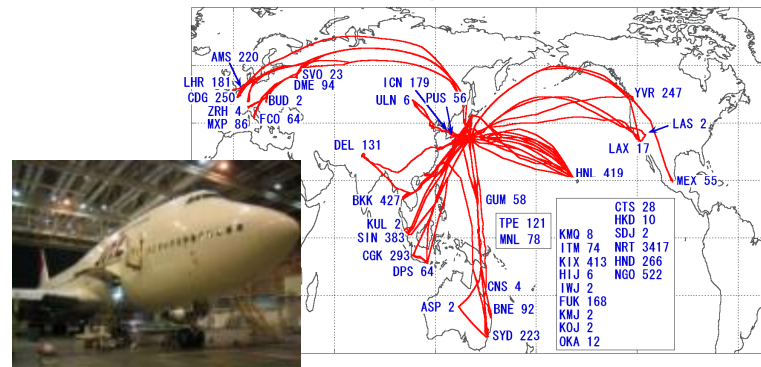 AMS 220
SVO 23
LHR 181
DME 94
ICN 179
CDG 250
BUD 2
ULN 6
PUS 56
YVR 247
ZRH 4
MXP 86
FCO 64
LAS 2
DEL 131
LAX 17
HNL 419
MEX 55
BKK 427
GUM 58
KUL 2
SIN 383
TPE 121
MNL 78
CGK 293
DPS 64
CTS 28
HKD 10
KMQ 8
SDJ 2
ITM 74
NRT 3417
KIX 413
HND 266
HIJ 6
NGO 522
IWJ 2
FUK 168
KMJ 2
KOJ 2
OKA 12
CNS 4
ASP 2
BNE 92
SYD 223